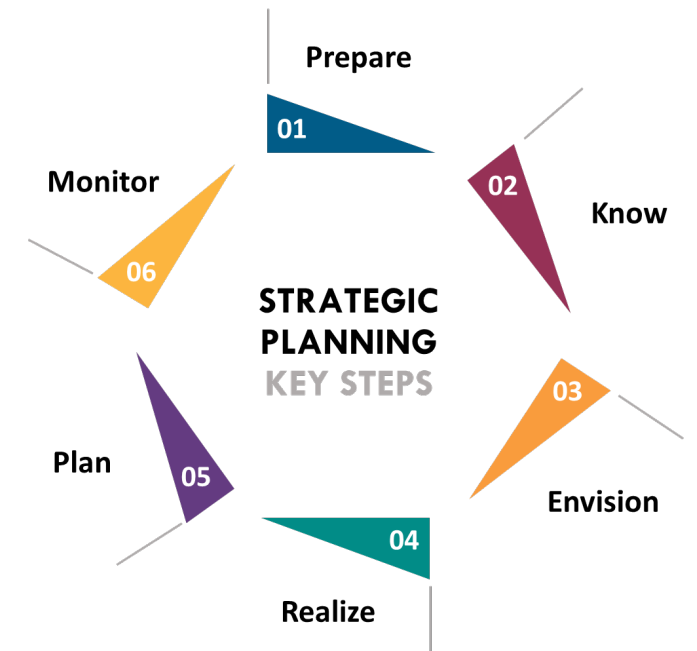 Prepare
01
02
Know
03
Envision
04
Realize
05
Plan
06
Monitor
STRATEGIC
PLANNING
KEY STEPS